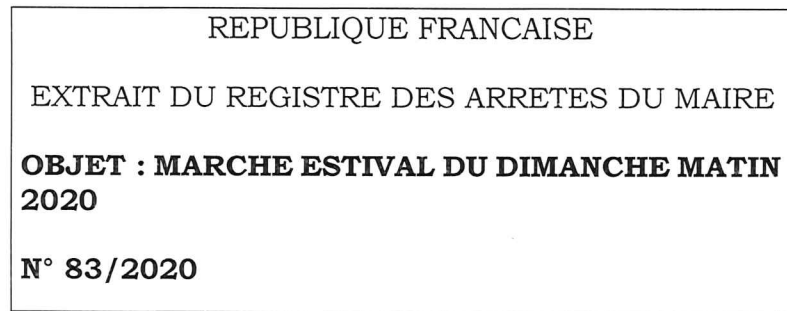 REPUBLIQUE FRANCAISE
EXTRAIT DU REGISTRE DES ARRETES DU MAIRE
OBJET : MARCHE ESTIVAL DU DIMANCHE MATIN
2020
N° 83/2020